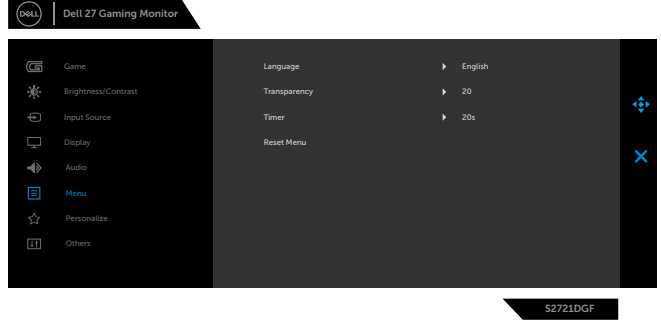 DELL
Dell 27 Gaming Monitor
Game
Language English
Brightness/Contrast
Transparency 20
Input Source
Timer 20s
Display
Reset Menu
Audio
Menu
Personalize
Others
S2721DGF